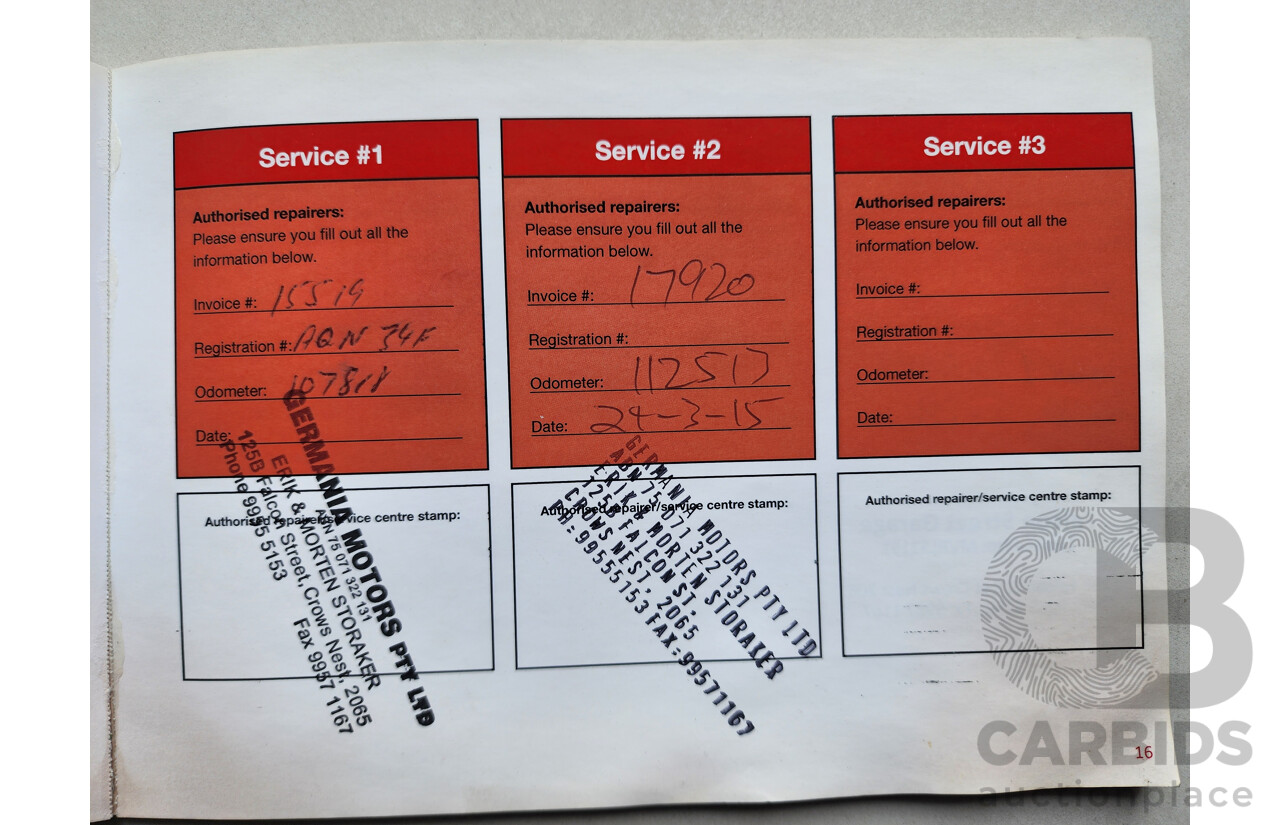 Service #1
Authorised repairers:
Please ensure you fill out all the
information below.
Invoice #: 15519
Registration #: AQN 34F
Odometer:
Date:
Authorised repairer/service centre stamp:
GERMANIA MOTORS PTY LTD
ABN 75 071 322 131
ERIK & MORTEN STORAKER
125B Falcon Street, Crows Nest, 2065
Phone 9955 5153 Fax 9957 1167
Service #2
Authorised repairers:
Please ensure you fill out all the
information below.
Invoice #: 17920
Registration #:
Odometer: 112517
Date: 24-3-15
Authorised repairer/service centre stamp:
GERMANIA MOTORS PTY LTD
ABN 75 071 322 131
ERIK & MORTEN STORAKER
125B FALCON ST.
CROWS NEST, 2065
PH:99555153 FAX:99571167
Service #3
Authorised repairers:
Please ensure you fill out all the
information below.
Invoice #:
Registration #:
Odometer:
Date:
Authorised repairer/service centre stamp:
16
CARBIDS
auctionplace